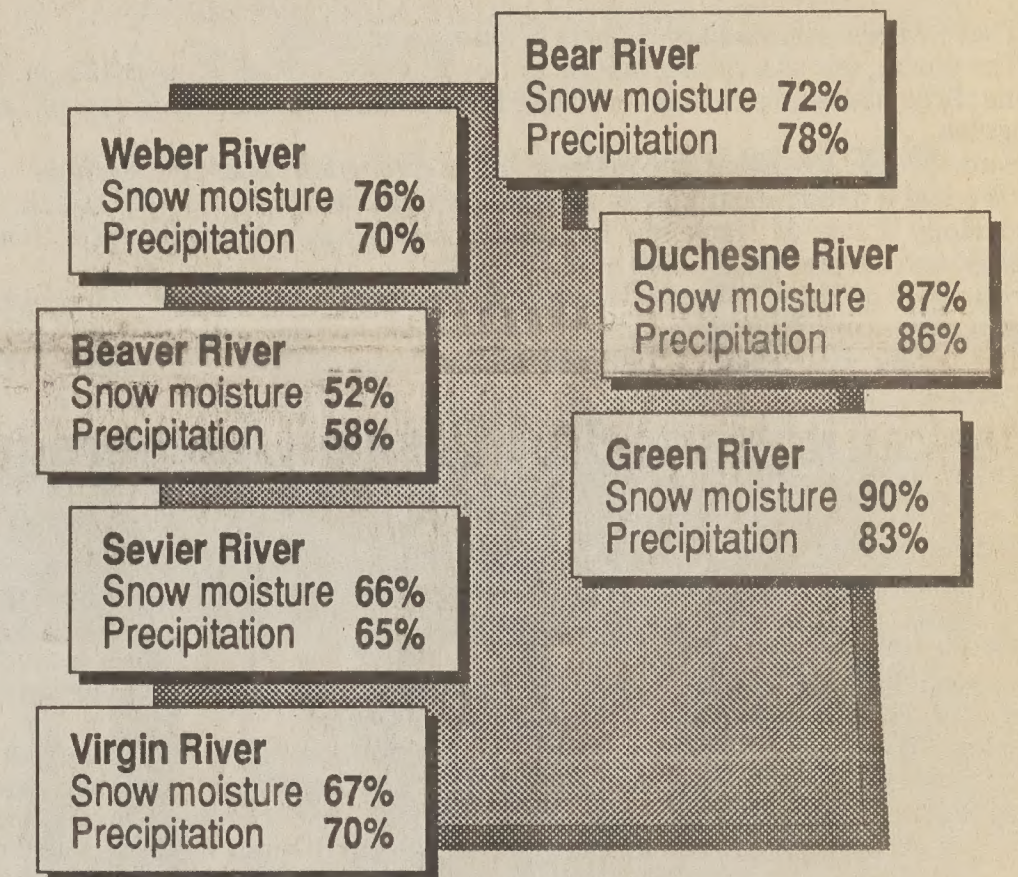 Bear River
Snow moisture 72%
Precipitation 78%
Weber River
Snow moisture 76%
Precipitation 70%
Duchesne River
Snow moisture 87%
Precipitation 86%
Beaver River
Snow moisture 52%
Precipitation 58%
Green River
Snow moisture 90%
Precipitation 83%
Sevier River
Snow moisture 66%
Precipitation 65%
Virgin River
Snow moisture 67%
Precipitation 70%